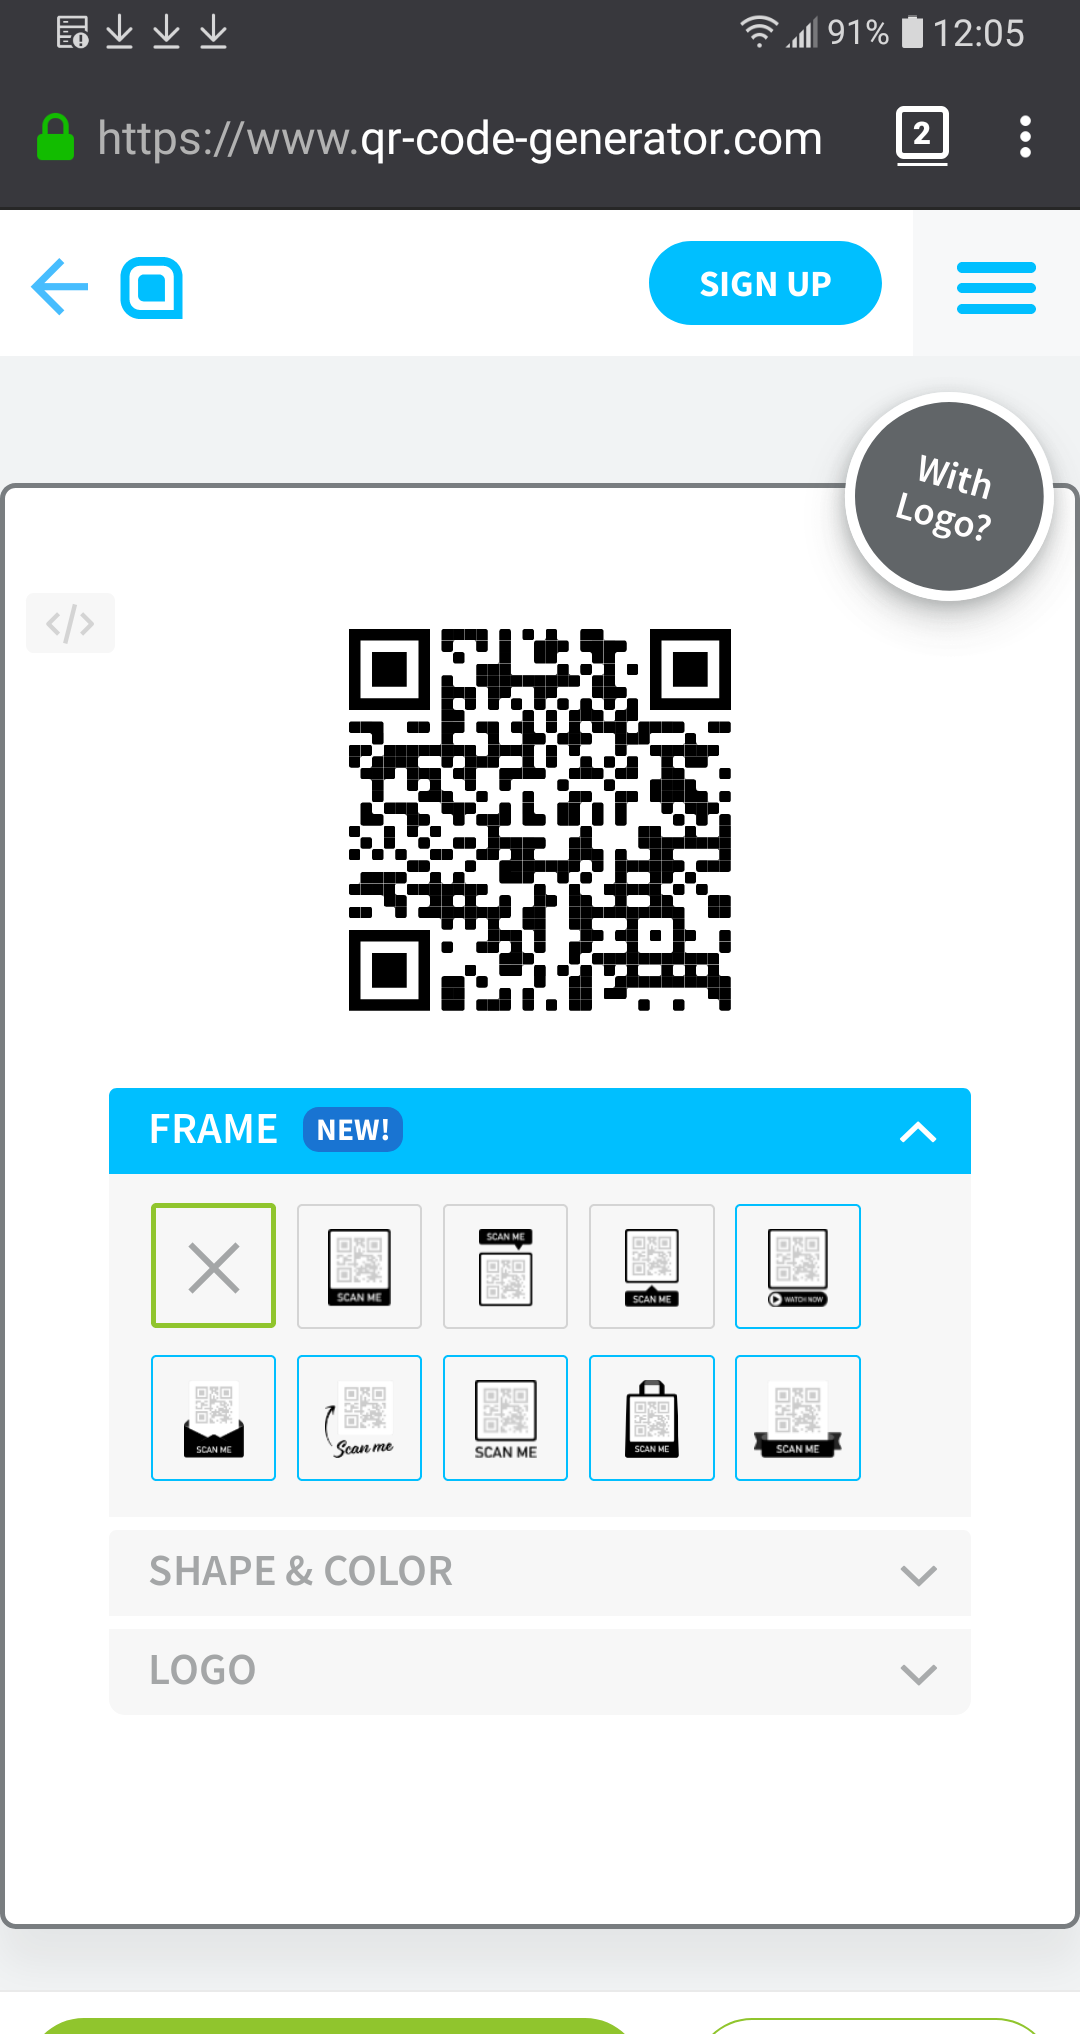 91% 12:05
https://www.qr-code-generator.com
2
SIGN UP
With
Logo?
</>
FRAME NEW!
SCAN ME
SCAN ME
SCAN ME
WATCH NOW
SCAN ME
Scan me
SCAN ME
SCAN ME
SCAN ME
SHAPE & COLOR
LOGO